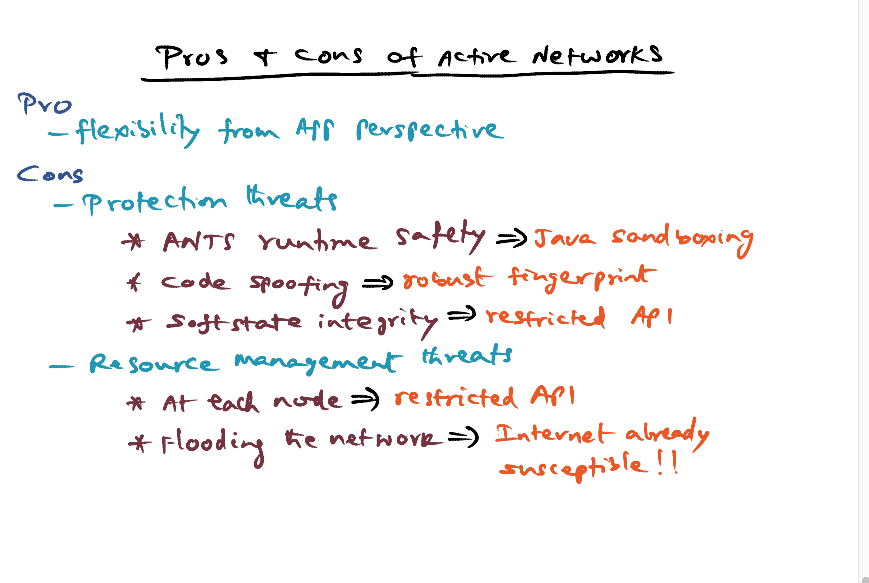 Pros + Cons of Active Networks
Pro
- flexibility from App perspective
Cons
- Protection threats
* ANTS runtime safety ⇒ Java sandboxing
* Code spoofing ⇒ robust fingerprint
* Soft state integrity ⇒ restricted API
- Resource management threats
* At each node ⇒ restricted API
* Flooding the network ⇒ Internet already
susceptible!!